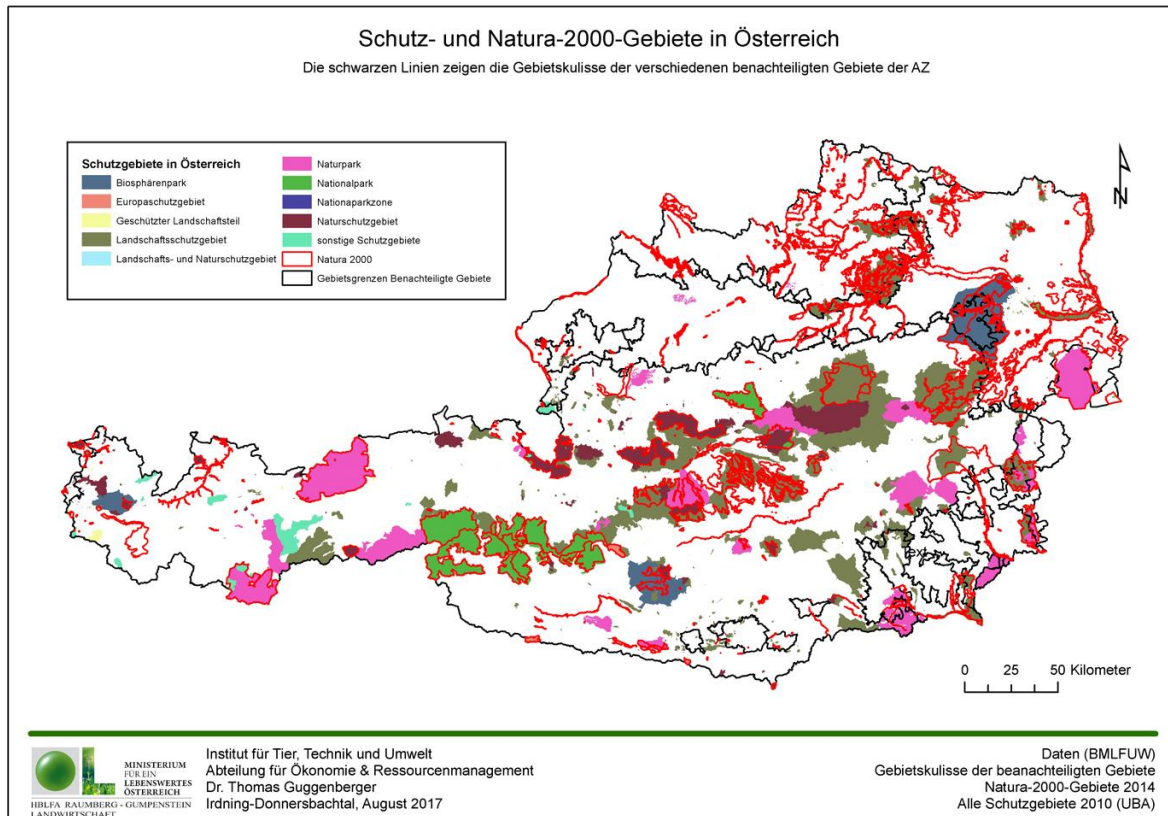 Schutz- und Natura-2000-Gebiete in Österreich
Die schwarzen Linien zeigen die Gebietskulisse der verschiedenen benachteiligten Gebiete der AZ
Schutzgebiete in Österreich
Biosphärenpark
Europaschutzgebiet
Geschützter Landschaftsteil
Landschaftsschutzgebiet
Landschafts- und Naturschutzgebiet
Naturpark
Nationalpark
Nationaparkzone
Naturschutzgebiet
sonstige Schutzgebiete
Natura 2000
Gebietsgrenzen Benachteiligte Gebiete
N
Text
0 25 50 Kilometer
MINISTERIUM
FÜR EIN
LEBENSWERTES
ÖSTERREICH
HBLFA RAUMBERG - GUMPENSTEIN
LANDWIRTSCHAFT
Institut für Tier, Technik und Umwelt
Abteilung für Ökonomie & Ressourcenmanagement
Dr. Thomas Guggenberger
Irdning-Donnersbachtal, August 2017
Daten (BMLFUW)
Gebietskulisse der beanachteiligten Gebiete
Natura-2000-Gebiete 2014
Alle Schutzgebiete 2010 (UBA)